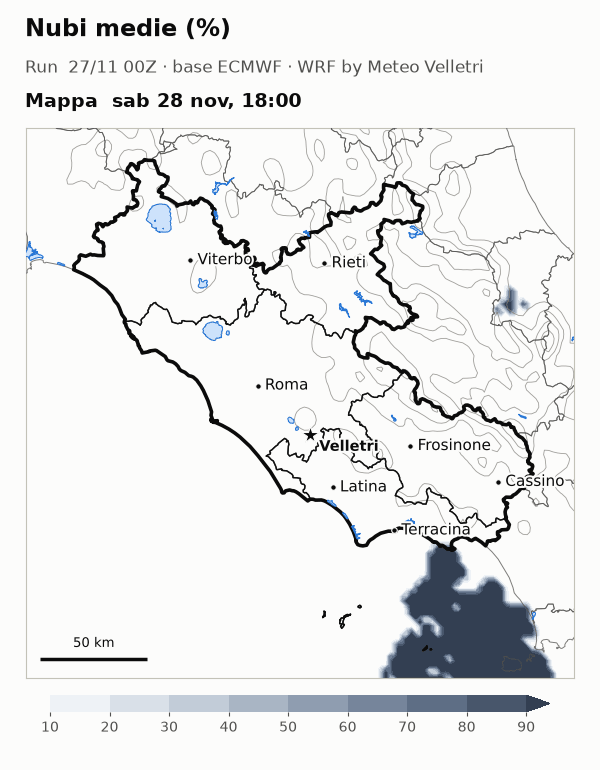 Nubi medie (%)
Run 27/11 00Z · base ECMWF · WRF by Meteo Velletri
Mappa sab 28 nov, 18:00
Viterbo
Rieti
Roma
Velletri
Frosinone
Latina
Cassino
Terracina
50 km
10 20 30 40 50 60 70 80 90